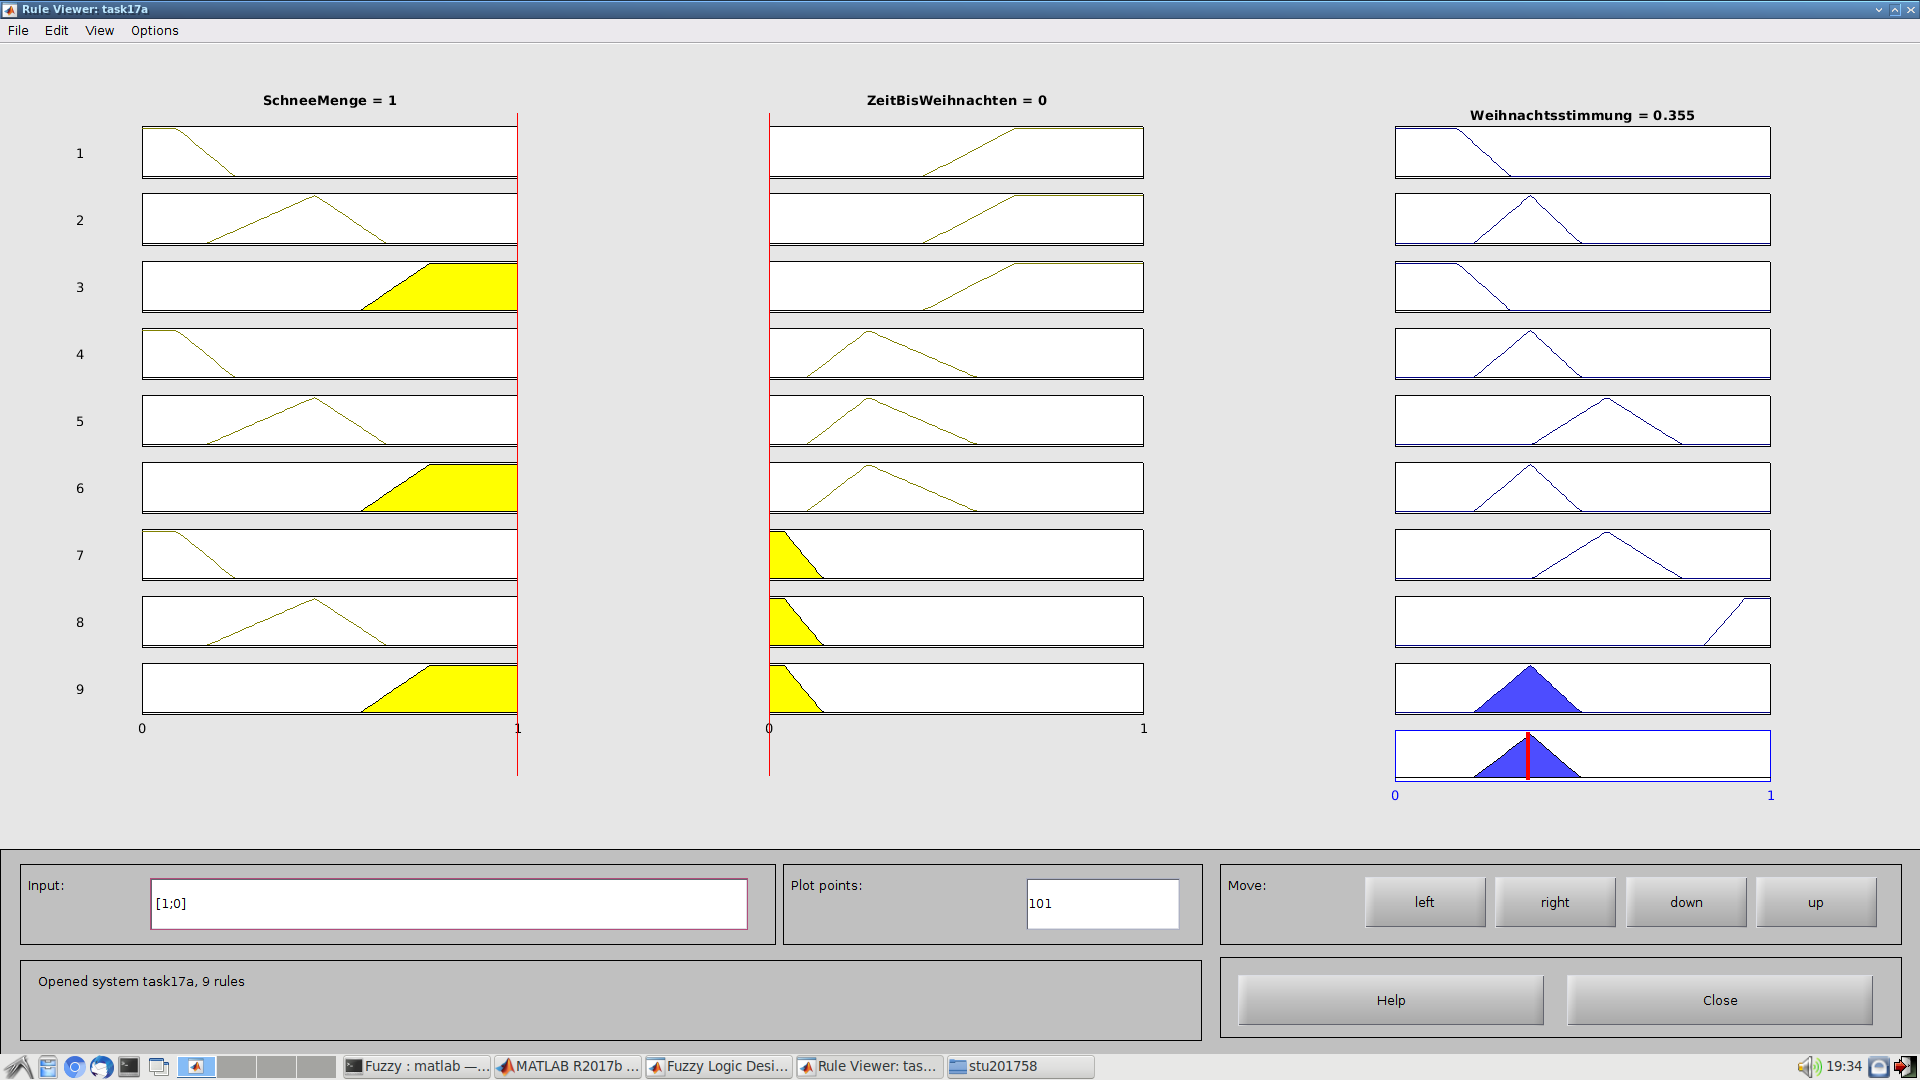 Rule Viewer: task17a
File Edit View Options
SchneeMenge = 1
ZeitBisWeihnachten = 0
Weihnachtsstimmung = 0.355
1
2
3
4
5
6
7
8
9
0 1
0 1
0 1
Input:
[1;0]
Plot points:
101
Move:
left right down up
Opened system task17a, 9 rules
Help Close
Fuzzy : matlab —... MATLAB R2017b ... Fuzzy Logic Desi... Rule Viewer: tas... stu201758 19:34